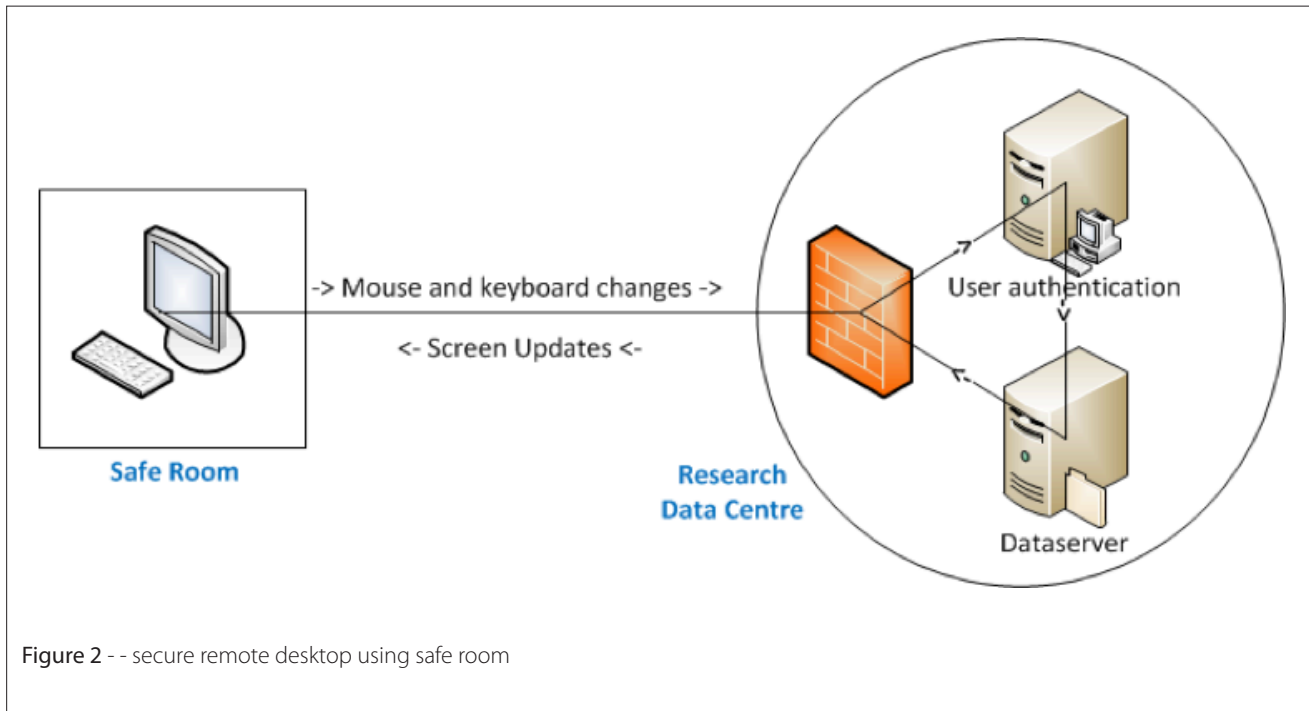 -> Mouse and keyboard changes ->
<- Screen Updates <-
Safe Room
User authentication
Research
Data Centre
Dataserver
Figure 2 - - secure remote desktop using safe room